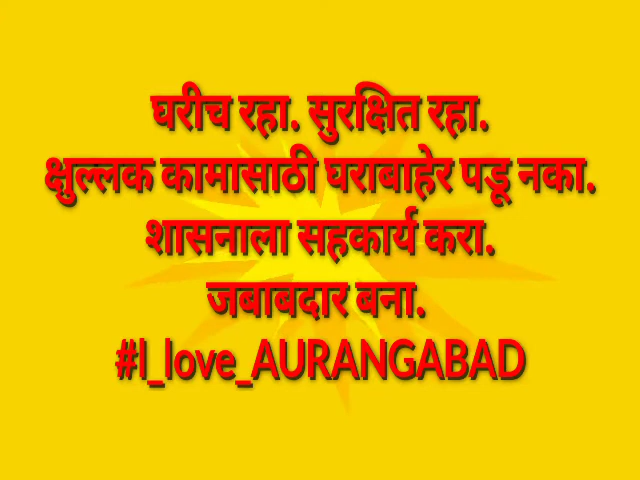 घरीच रहा. सुरक्षित रहा.
क्षुल्लक कामासाठी घराबाहेर पडू नका.
शासनाला सहकार्य करा.
जबाबदार बना.
#I_love_AURANGABAD